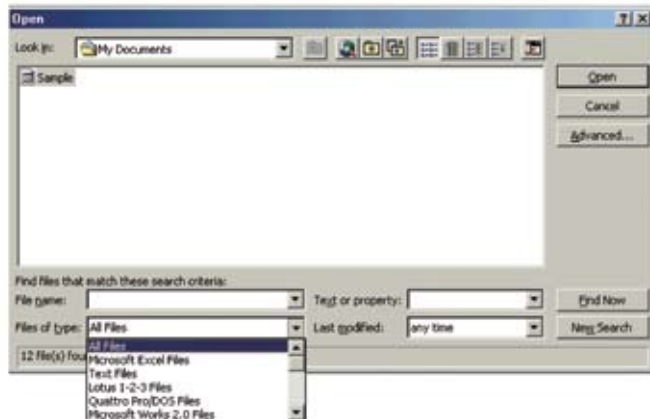 Open
Look in: My Documents
Sample
Open
Cancel
Advanced...
Find files that match these search criteria:
File name: Text or property: Find Now
Files of type: All Files Last modified: any time New Search
12 file(s) fou
All Files
Microsoft Excel Files
Text Files
Lotus 1-2-3 Files
Quattro Pro/DOS Files
Microsoft Works 2.0 Files